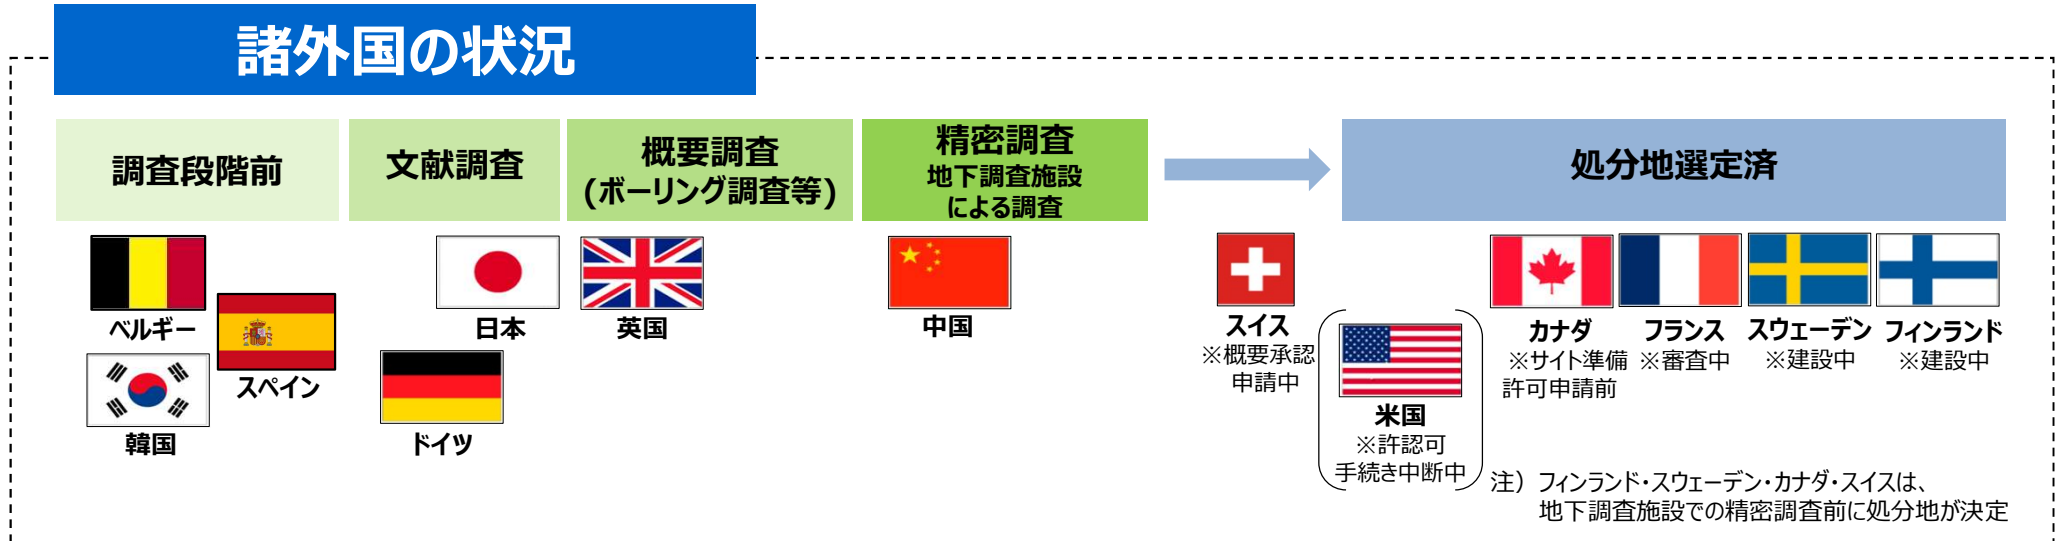 諸外国の状況
調査段階前
文献調査
概要調査
(ボーリング調査等)
精密調査
地下調査施設
による調査
処分地選定済
ベルギー
スペイン
韓国
日本
ドイツ
英国
中国
スイス
※概要承認
申請中
米国
※許認可
手続き中断中
カナダ
※サイト準備
許可申請前
フランス
※審査中
スウェーデン
※建設中
フィンランド
※建設中
注）フィンランド・スウェーデン・カナダ・スイスは、
地下調査施設での精密調査前に処分地が決定